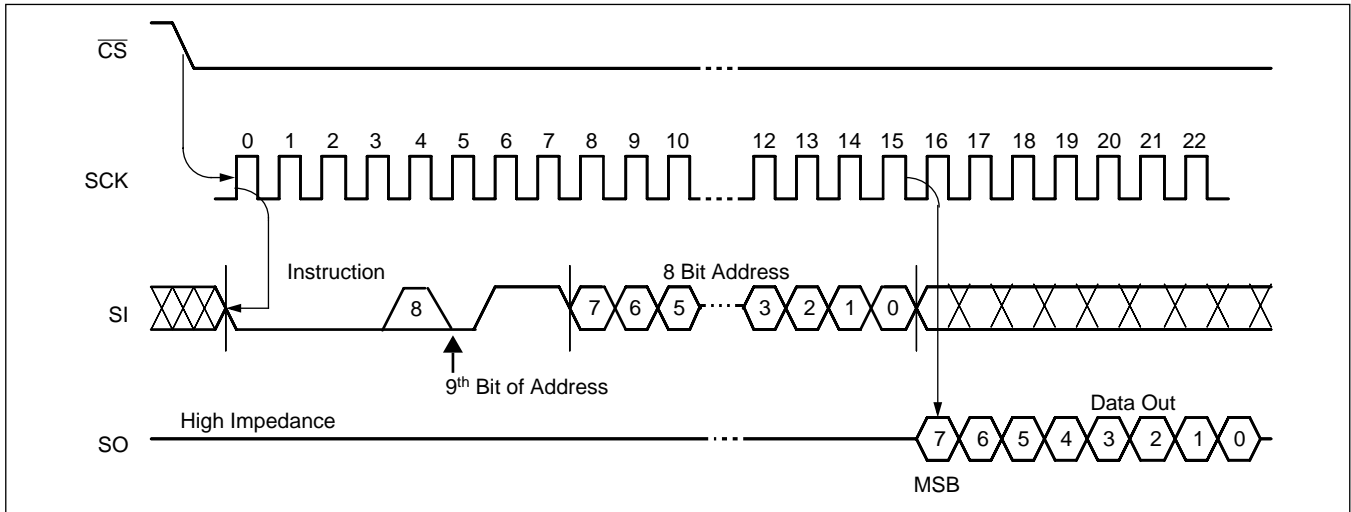 CS
0 1 2 3 4 5 6 7 8 9 10 12 13 14 15 16 17 18 19 20 21 22
SCK
Instruction
8 Bit Address
SI
8
7 6 5 3 2 1 0
9th Bit of Address
High Impedance
Data Out
SO
7 6 5 4 3 2 1 0
MSB